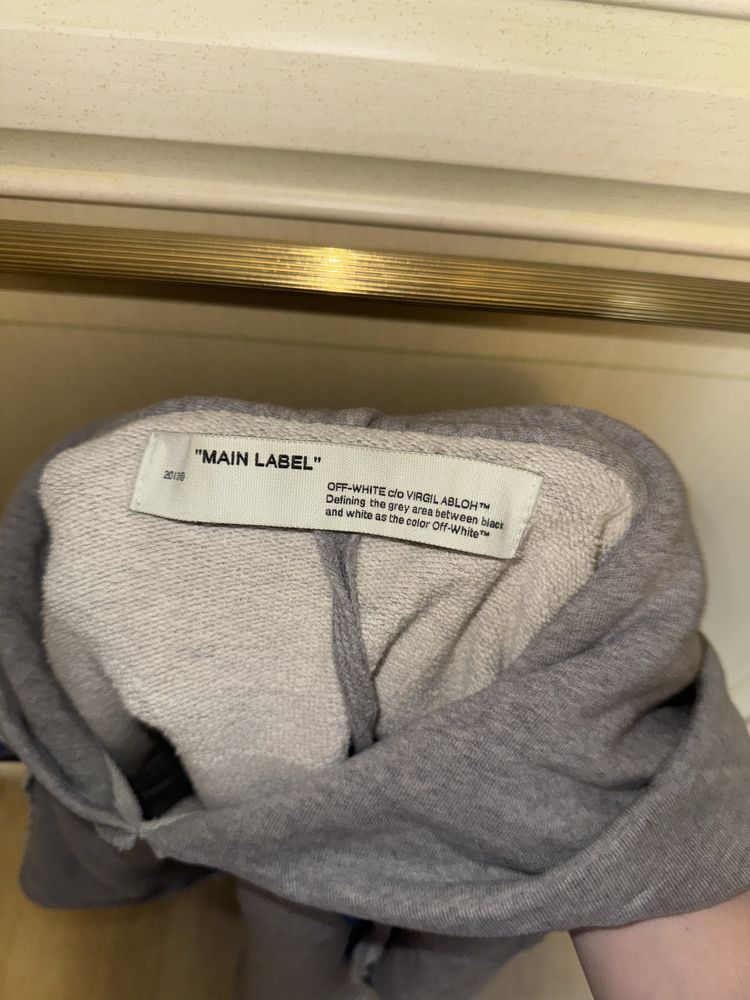 "MAIN LABEL"
20139
OFF-WHITE c/o VIRGIL ABLOH™
Defining the grey area between black
and white as the color Off-White™